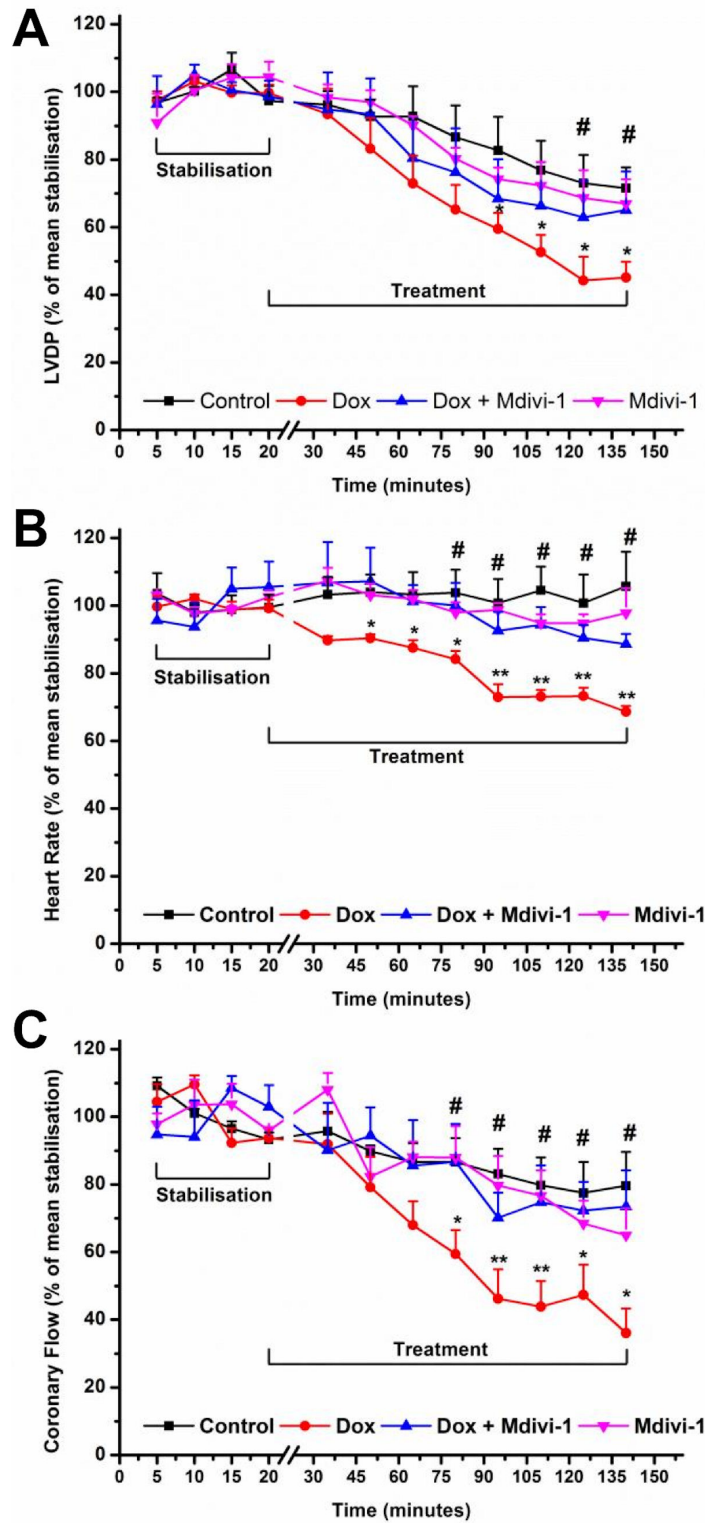 A
LVDP (% of mean stabilisation)
120
100
80
60
40
20
0
# #
Stabilisation
* * * *
Treatment
Control Dox Dox + Mdivi-1 Mdivi-1
0 5 10 15 20 30 45 60 75 90 105 120 135 150
Time (minutes)
B
Heart Rate (% of mean stabilisation)
120
100
80
60
40
20
0
# # # # #
* * * ** ** ** **
Stabilisation
Treatment
Control Dox Dox + Mdivi-1 Mdivi-1
0 5 10 15 20 30 45 60 75 90 105 120 135 150
Time (minutes)
C
Coronary Flow (% of mean stabilisation)
120
100
80
60
40
20
0
# # # # #
Stabilisation
* ** ** * *
Treatment
Control Dox Dox + Mdivi-1 Mdivi-1
0 5 10 15 20 30 45 60 75 90 105 120 135 150
Time (minutes)